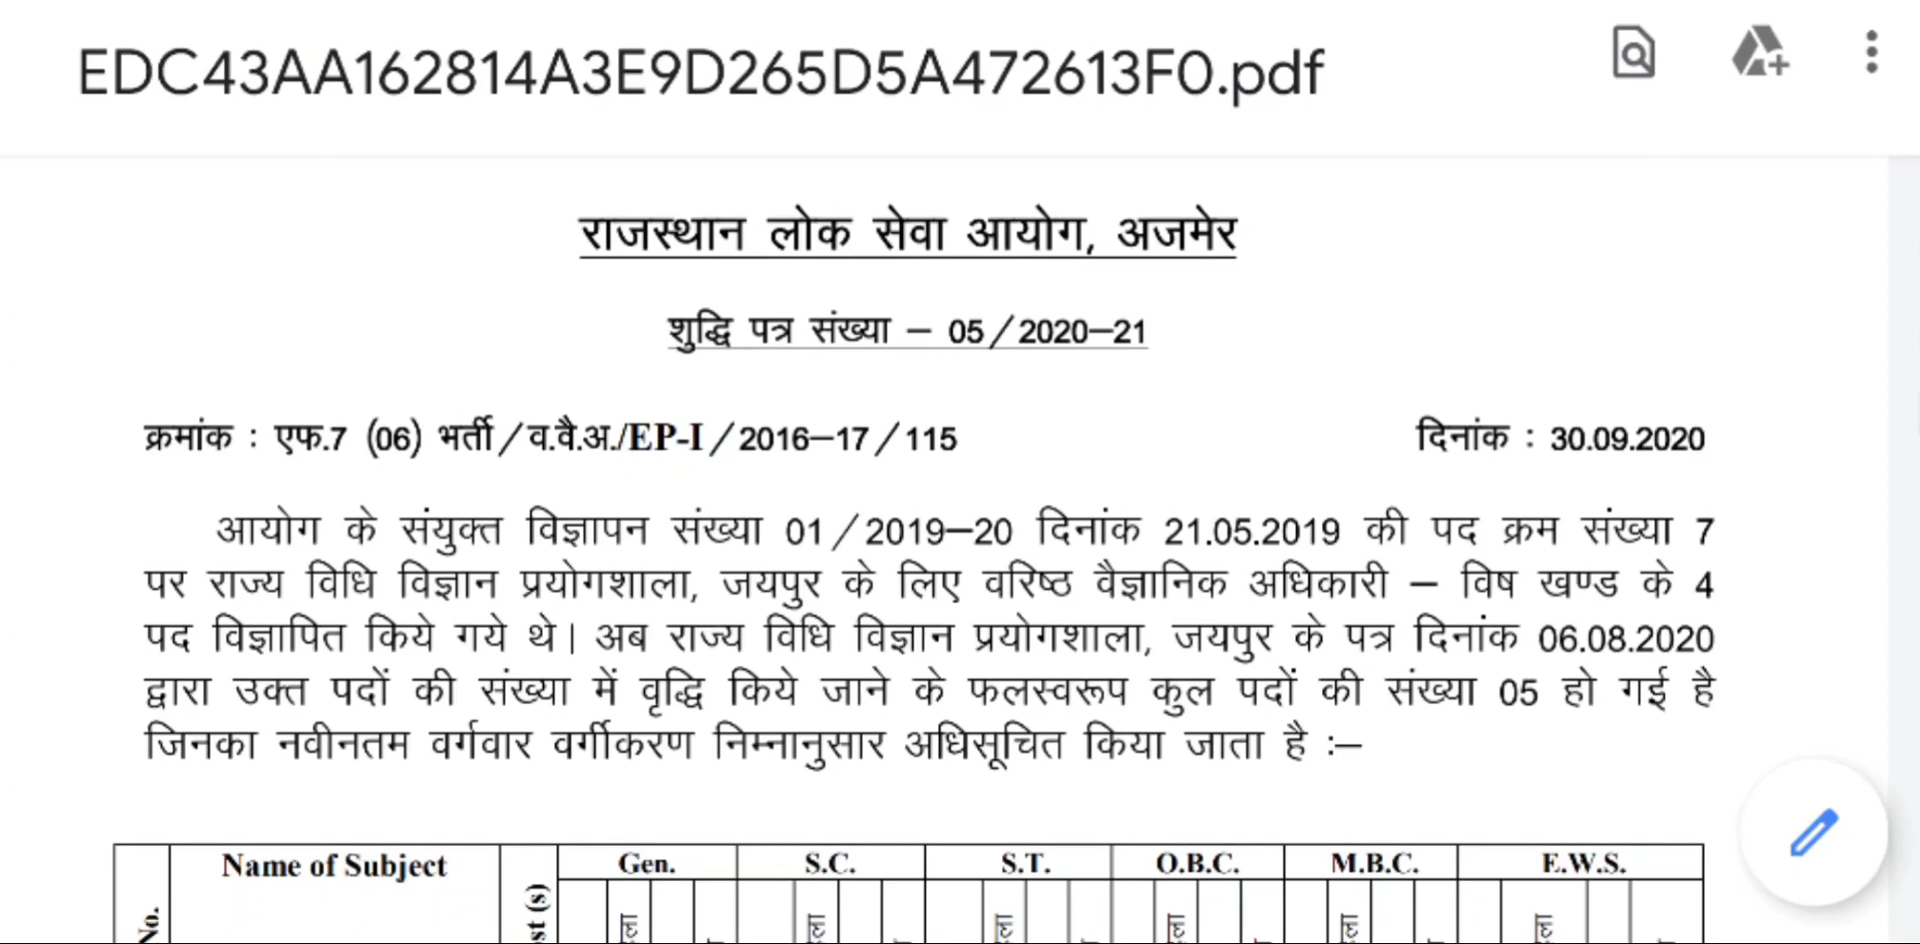 EDC43AA162814A3E9D265D5A472613F0.pdf
राजस्थान लोक सेवा आयोग, अजमेर
शुद्धि पत्र संख्या – 05/2020–21
क्रमांक : एफ.7 (06) भर्ती/व.वै.अ./EP-I/2016–17/115 दिनांक : 30.09.2020
आयोग के संयुक्त विज्ञापन संख्या 01/2019–20 दिनांक 21.05.2019 की पद क्रम संख्या 7
पर राज्य विधि विज्ञान प्रयोगशाला, जयपुर के लिए वरिष्ठ वैज्ञानिक अधिकारी – विष खण्ड के 4
पद विज्ञापित किये गये थे। अब राज्य विधि विज्ञान प्रयोगशाला, जयपुर के पत्र दिनांक 06.08.2020
द्वारा उक्त पदों की संख्या में वृद्धि किये जाने के फलस्वरूप कुल पदों की संख्या 05 हो गई है
जिनका नवीनतम वर्गवार वर्गीकरण निम्नानुसार अधिसूचित किया जाता है :–
Name of Subject Gen. S.C. S.T. O.B.C. M.B.C. E.W.S.
No.